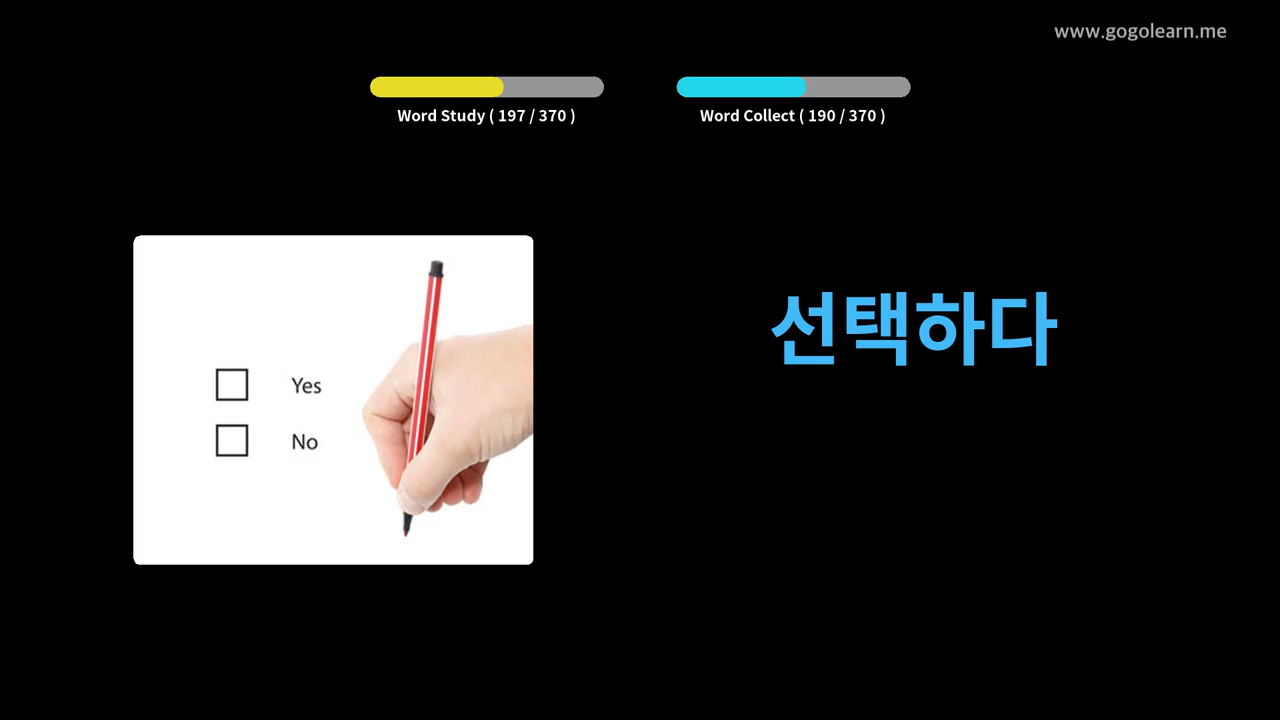 www.gogolearn.me
Word Study ( 197 / 370 )
Word Collect ( 190 / 370 )
선택하다
Yes
No